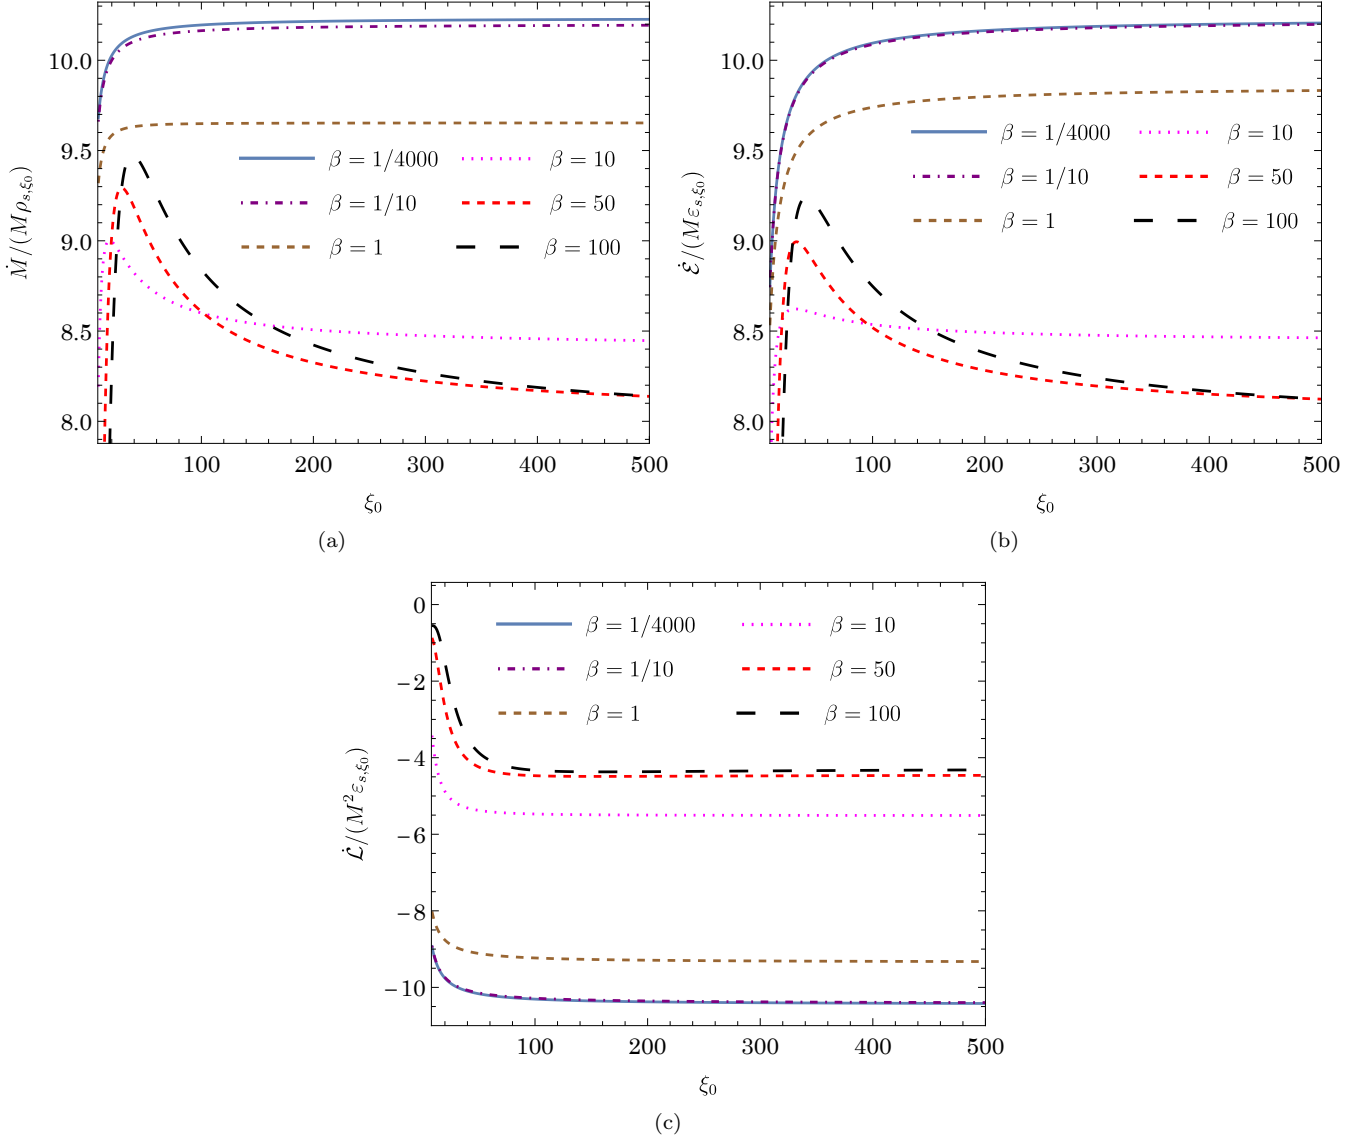 10.0
9.5
9.0
8.5
8.0
Ṁ/(Mρ_{s,ξ₀})
β = 1/4000
β = 10
β = 1/10
β = 50
β = 1
β = 100
100 200 300 400 500
ξ₀
(a)
10.0
9.5
9.0
8.5
8.0
ℰ̇/(Mε_{s,ξ₀})
β = 1/4000
β = 10
β = 1/10
β = 50
β = 1
β = 100
100 200 300 400 500
ξ₀
(b)
0
−2
−4
−6
−8
−10
ℒ̇/(M²ε_{s,ξ₀})
β = 1/4000
β = 10
β = 1/10
β = 50
β = 1
β = 100
100 200 300 400 500
ξ₀
(c)